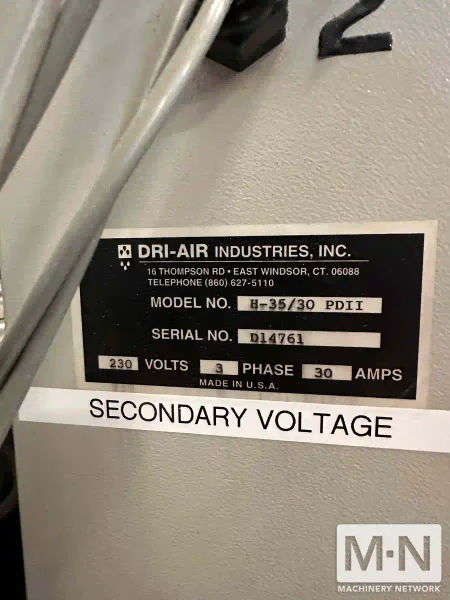 2
DRI-AIR INDUSTRIES, INC.
16 THOMPSON RD • EAST WINDSOR, CT. 06088
TELEPHONE (860) 627-5110
MODEL NO. H-35/30 PDII
SERIAL NO. D14761
230 VOLTS 3 PHASE 30 AMPS
MADE IN U.S.A.
SECONDARY VOLTAGE
M·N
MACHINERY NETWORK